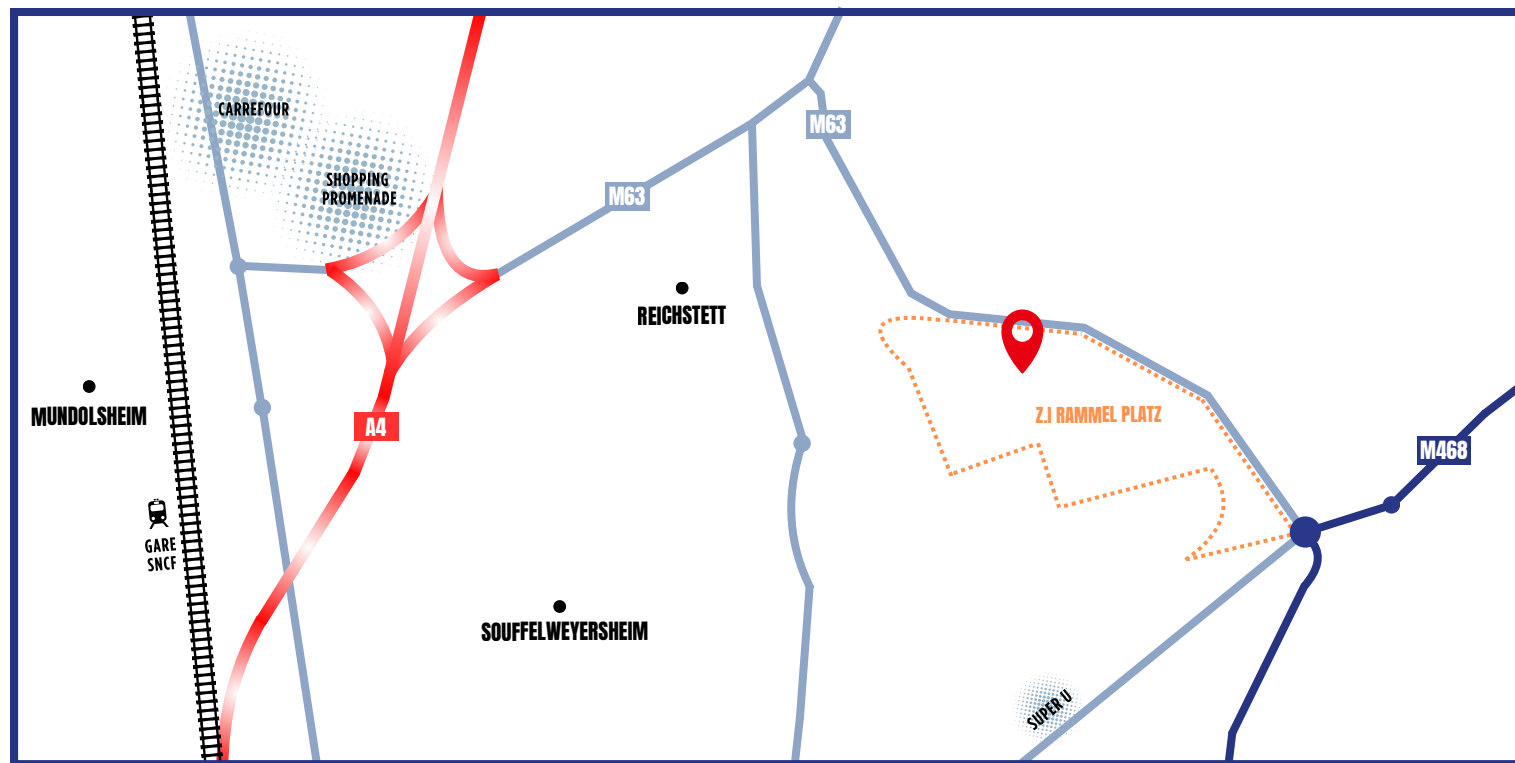 CARREFOUR
M63
SHOPPING
PROMENADE
M63
REICHSTETT
MUNDOLSHEIM
A4
Z.I RAMMEL PLATZ
M468
GARE
SNCF
SOUFFELWEYERSHEIM
SUPER U